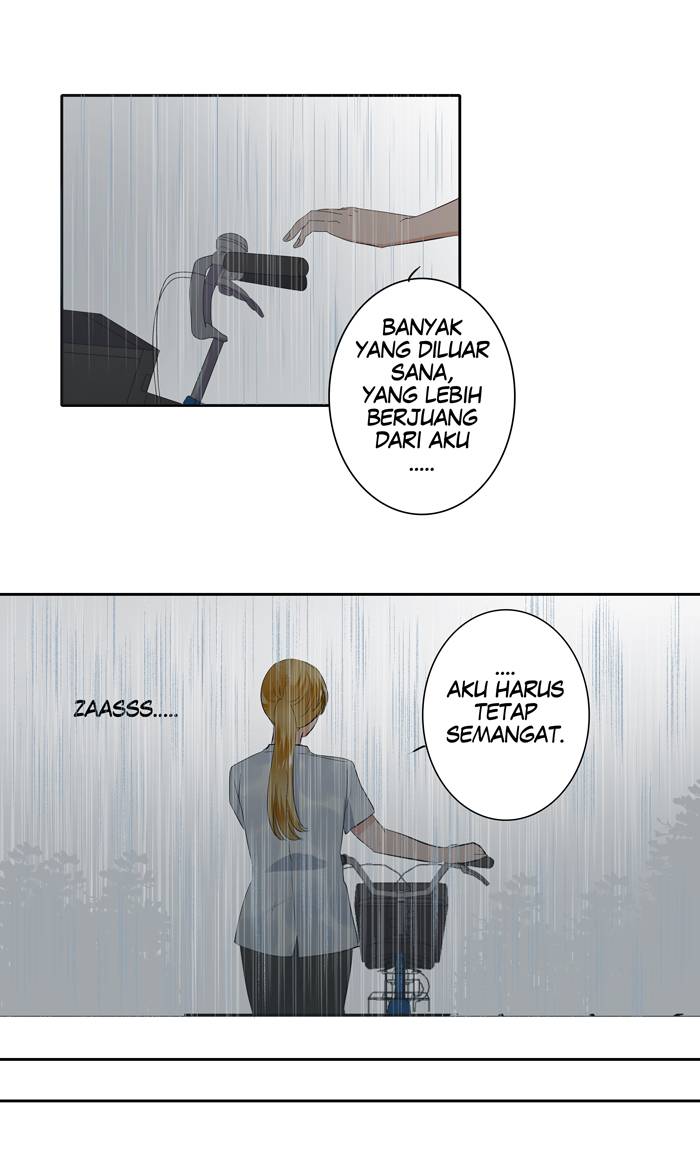 BANYAK
YANG DILUAR
SANA,
YANG LEBIH
BERJUANG
DARI AKU
.....
....
AKU HARUS
TETAP
SEMANGAT.
ZAASSS.....